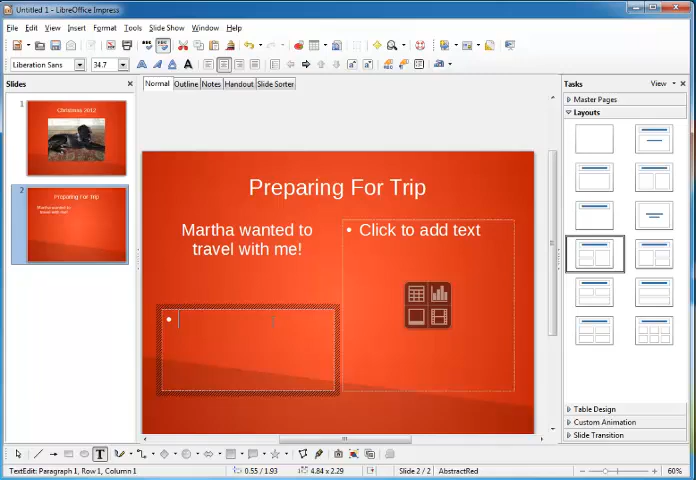 Untitled 1 - LibreOffice Impress
File Edit View Insert Format Tools Slide Show Window Help
Liberation Sans 34.7
Slides
Normal Outline Notes Handout Slide Sorter
Tasks View
Master Pages
Layouts
1
Christmas 2012
2
Preparing For Trip
Martha wanted to
travel with me!
Preparing For Trip
Martha wanted to
travel with me!
• Click to add text
•
Table Design
Custom Animation
Slide Transition
TextEdit: Paragraph 1, Row 1, Column 1 0.55 / 1.93 4.84 x 2.29 Slide 2 / 2 AbstractRed 60%